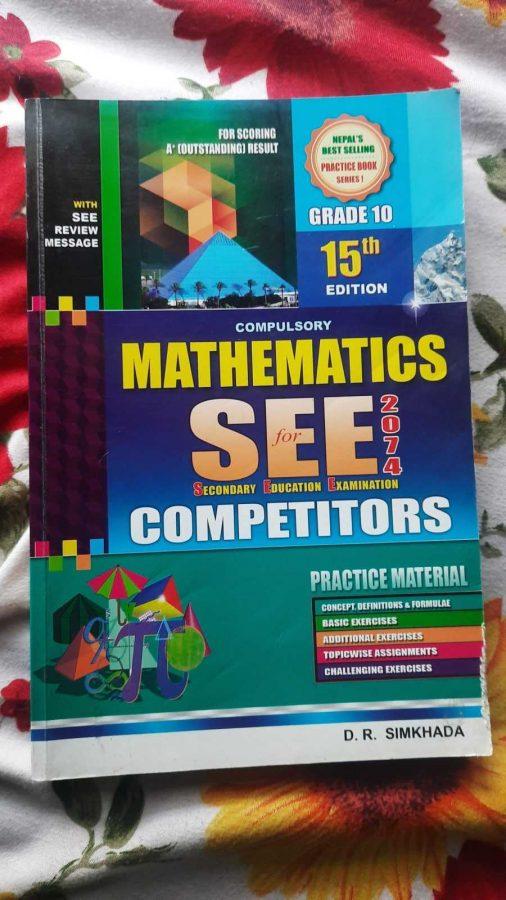 FOR SCORING
A+ (OUTSTANDING) RESULT
NEPAL'S
BEST SELLING
PRACTICE BOOK
SERIES !
WITH
SEE
REVIEW
MESSAGE
GRADE 10
15th
EDITION
COMPULSORY
MATHEMATICS
for
SEE
2074
SECONDARY EDUCATION EXAMINATION
COMPETITORS
PRACTICE MATERIAL
CONCEPT, DEFINITIONS & FORMULAE
BASIC EXERCISES
ADDITIONAL EXERCISES
TOPICWISE ASSIGNMENTS
CHALLENGING EXERCISES
D. R. SIMKHADA